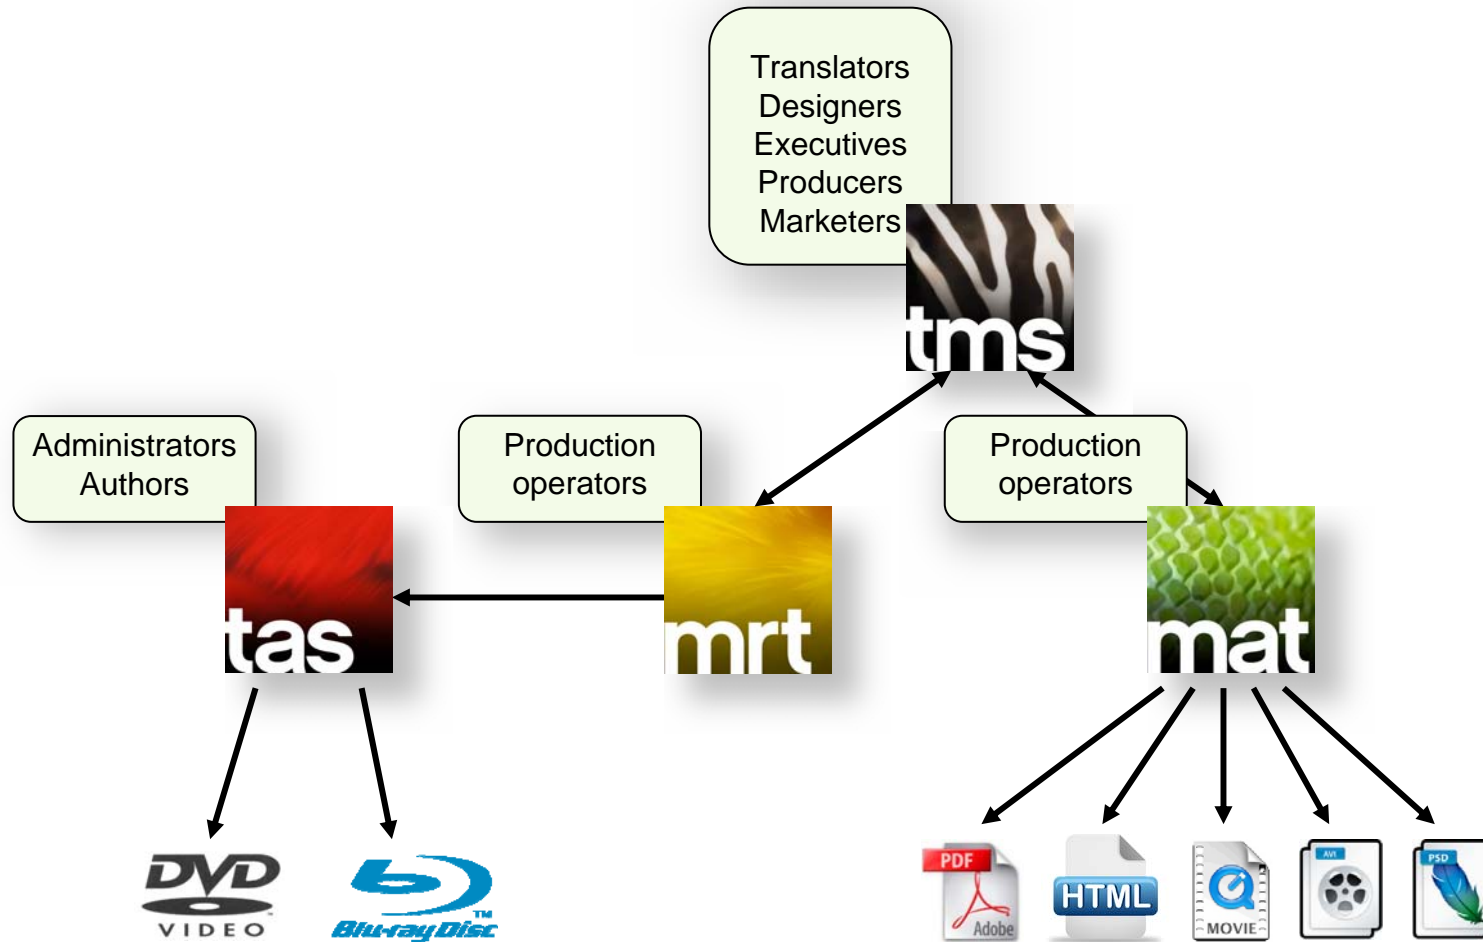 Translators
Designers
Executives
Producers
Marketers
tms
Administrators
Authors
Production
operators
Production
operators
tas
mrt
mat
DVD
VIDEO
Blu-ray Disc
TM
PDF
Adobe
HTML
MOVIE
AVI
PSD